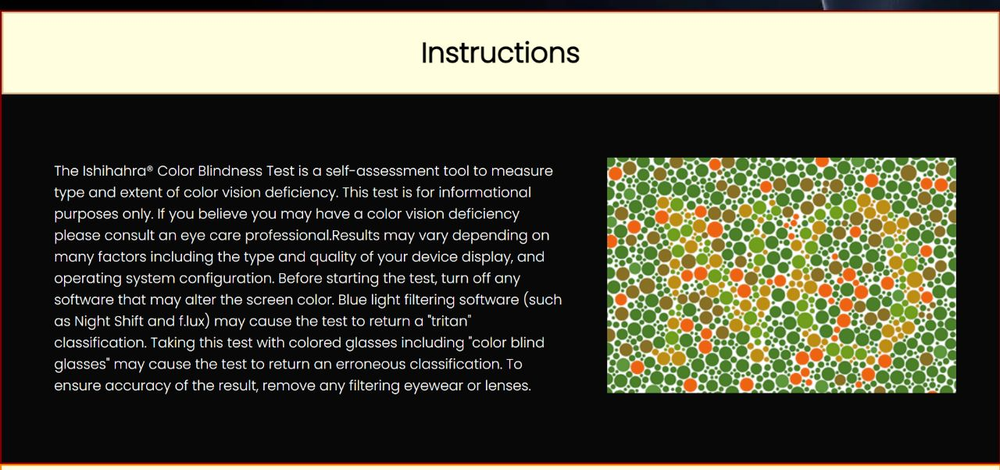 Instructions
The Ishihahra® Color Blindness Test is a self-assessment tool to measure
type and extent of color vision deficiency. This test is for informational
purposes only. If you believe you may have a color vision deficiency
please consult an eye care professional.Results may vary depending on
many factors including the type and quality of your device display, and
operating system configuration. Before starting the test, turn off any
software that may alter the screen color. Blue light filtering software (such
as Night Shift and f.lux) may cause the test to return a "tritan"
classification. Taking this test with colored glasses including "color blind
glasses" may cause the test to return an erroneous classification. To
ensure accuracy of the result, remove any filtering eyewear or lenses.